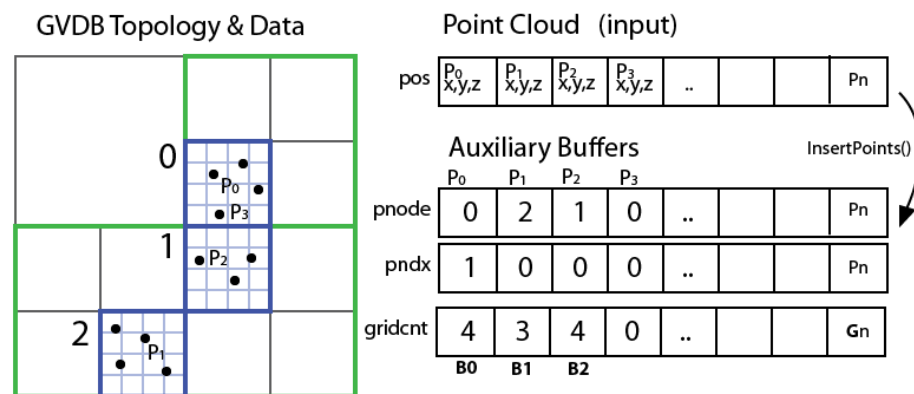 GVDB Topology & Data
0
P0
P3
1
P2
2
P1
Point Cloud (input)
pos
P0 x,y,z P1 x,y,z P2 x,y,z P3 x,y,z .. Pn
InsertPoints()
Auxiliary Buffers
P0 P1 P2 P3
pnode 0 2 1 0 .. Pn
pndx 1 0 0 0 .. Pn
gridcnt 4 3 4 0 .. Gn
B0 B1 B2